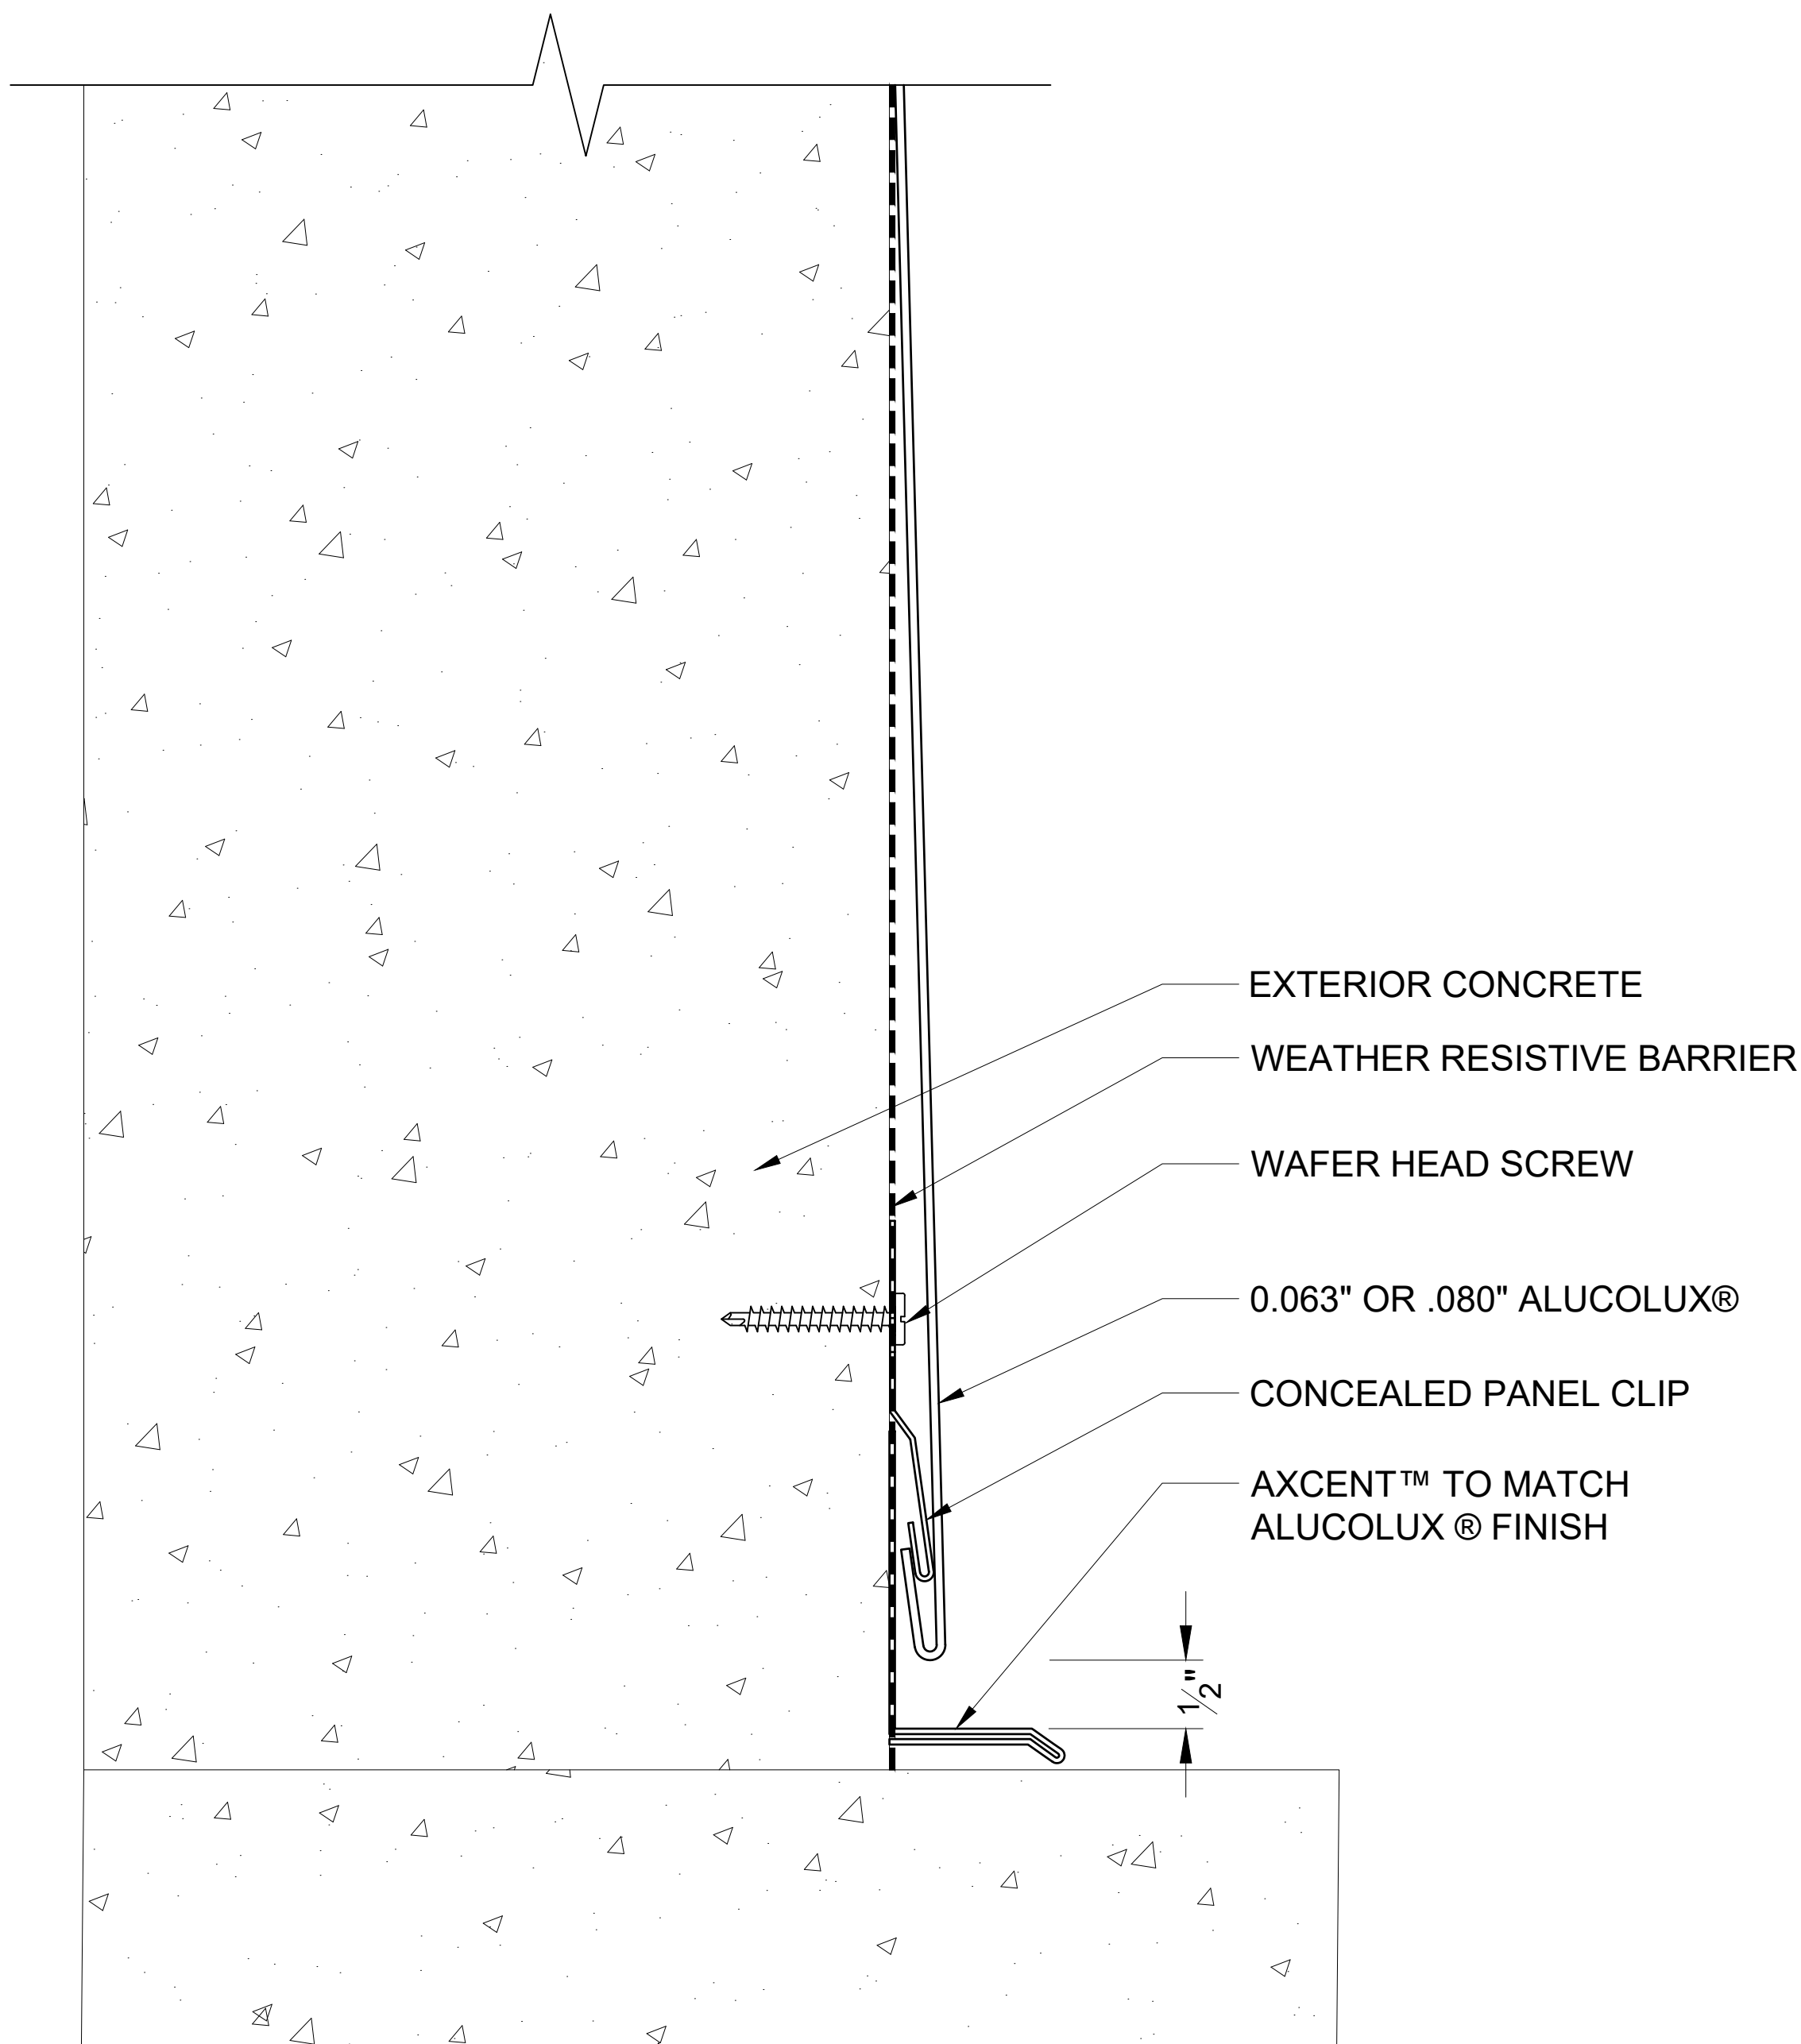 EXTERIOR CONCRETE
WEATHER RESISTIVE BARRIER
WAFER HEAD SCREW
0.063" OR .080" ALUCOLUX®
CONCEALED PANEL CLIP
AXCENT™ TO MATCH
ALUCOLUX ® FINISH
1/2"